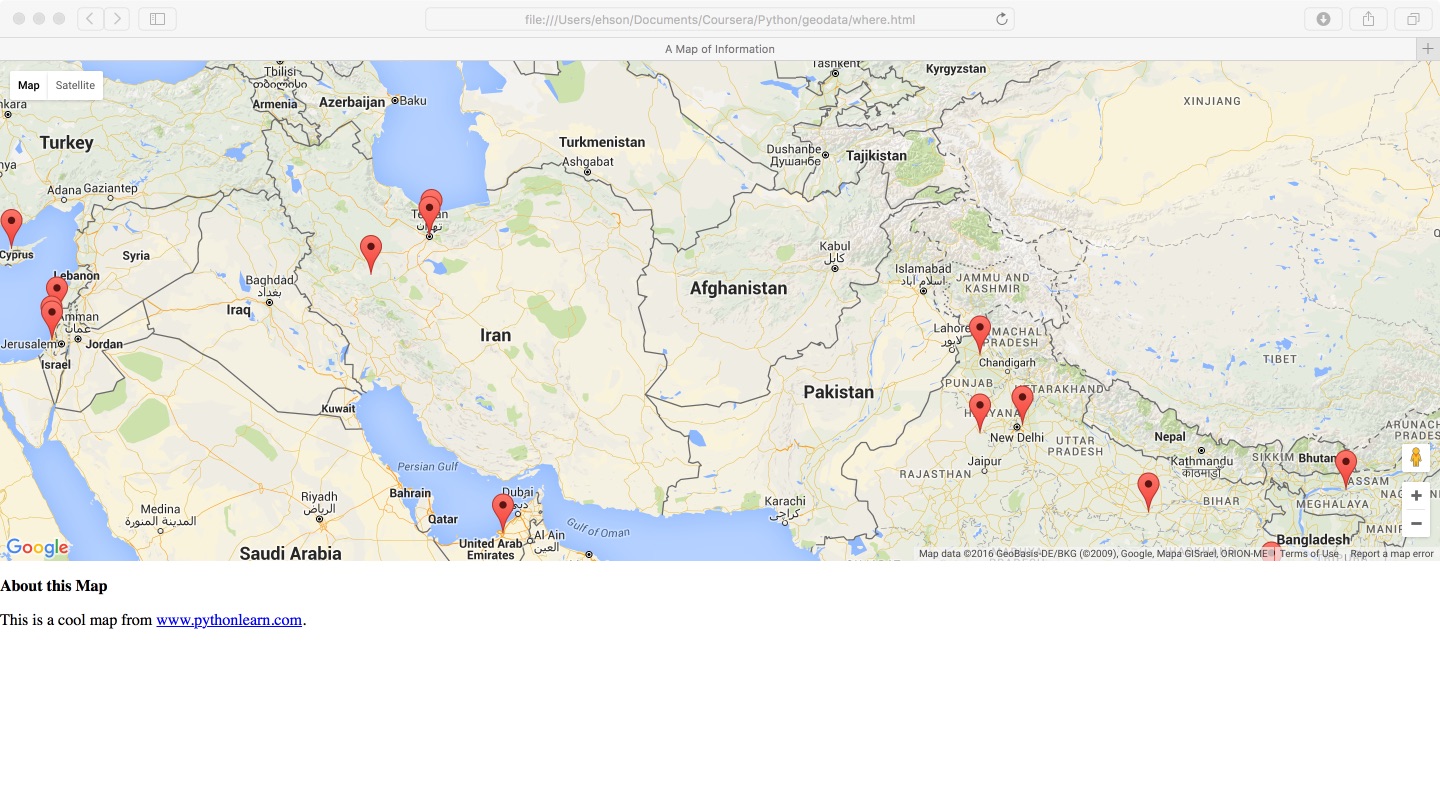 file:///Users/ehson/Documents/Coursera/Python/geodata/where.html
A Map of Information
Map Satellite
Tbilisi
თბილისი
Tashkent
Kyrgyzstan
Armenia
Azerbaijan
Baku
XINJIANG
Turkey
Turkmenistan
Ashgabat
Dushanbe
Душанбе
Tajikistan
Adana
Gaziantep
Cyprus
Syria
Tehran
تهران
Kabul
کابل
Lebanon
Baghdad
بغداد
Islamabad
اسلام آباد
JAMMU AND
KASHMIR
Afghanistan
Iraq
Amman
عمان
Iran
Lahore
لاہور
HIMACHAL
PRADESH
Jerusalem
Jordan
Israel
Chandigarh
TIBET
PUNJAB
UTTARAKHAND
Pakistan
Kuwait
HARYANA
New Delhi
UTTAR
PRADESH
Nepal
Kathmandu
काठमाडौं
SIKKIM
Bhutan
ARUNACH
PRADES
Persian Gulf
Jaipur
RAJASTHAN
ASSAM
Bahrain
Dubai
دبي
Riyadh
الرياض
Karachi
کراچی
BIHAR
MEGHALAYA
Medina
المدينة المنورة
Qatar
Gulf of Oman
Al Ain
العين
United Arab
Emirates
Saudi Arabia
MANIP
Bangladesh
Google
Map data ©2016 GeoBasis-DE/BKG (©2009), Google, Mapa GISrael, ORION-ME
Terms of Use
Report a map error
About this Map
This is a cool map from www.pythonlearn.com.